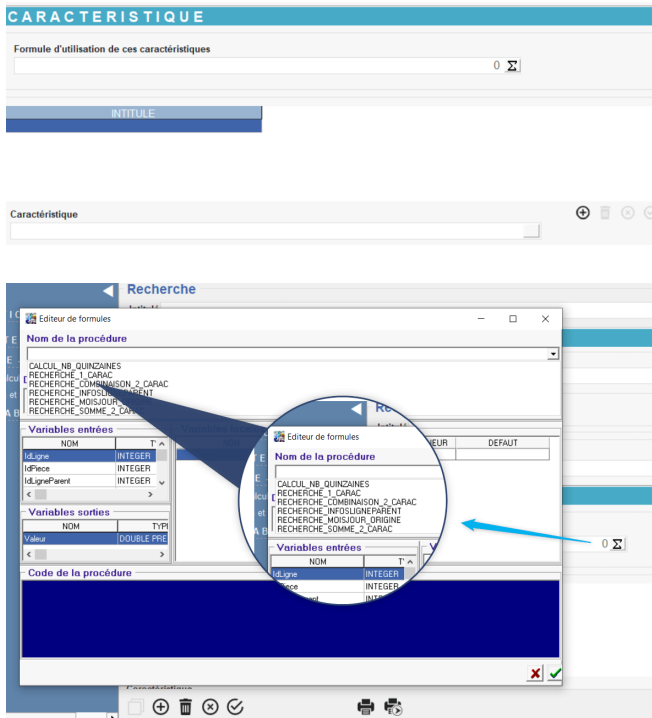 CARACTERISTIQUE
Formule d'utilisation de ces caractéristiques
0 Σ
INTITULE
Caractéristique
Recherche
Editeur de formules
Nom de la procédure
CALCUL_NB_QUINZAINES
RECHERCHE_1_CARAC
RECHERCHE_COMBINAISON_2_CARAC
RECHERCHE_INFOSLIGNEPARENT
RECHERCHE_MOISJOUR_ORIGINE
RECHERCHE_SOMME_2_CARAC
Variables entrées
NOM
IdLigne INTEGER
IdPiece INTEGER
IdLigneParent INTEGER
Variables sorties
NOM TYPE
Valeur DOUBLE PRE
DEFAUT
Code de la procédure
Editeur de formules
Nom de la procédure
CALCUL_NB_QUINZAINES
RECHERCHE_1_CARAC
RECHERCHE_COMBINAISON_2_CARAC
RECHERCHE_INFOSLIGNEPARENT
RECHERCHE_MOISJOUR_ORIGINE
RECHERCHE_SOMME_2_CARAC
Variables entrées
NOM
IdLigne INTEGER
INTEGER
0 Σ